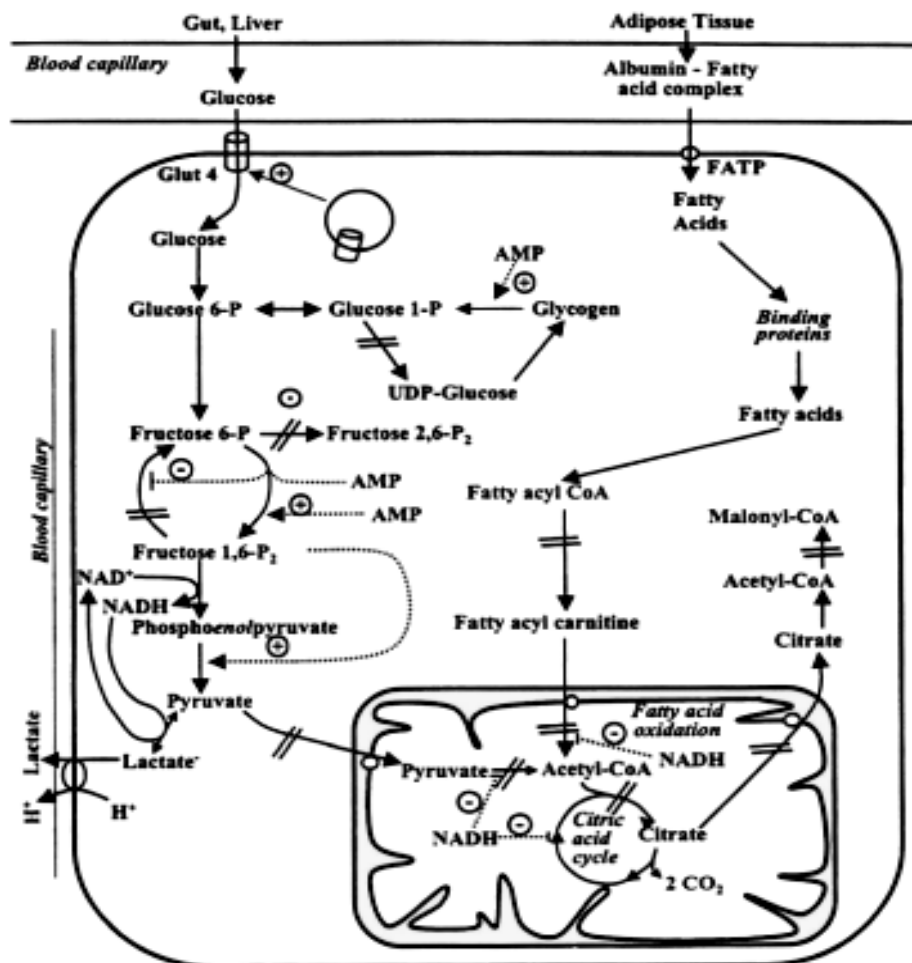 Gut, Liver
Adipose Tissue
Blood capillary
Glucose
Albumin - Fatty
acid complex
Glut 4
+
FATP
Fatty
Acids
Glucose
AMP
+
Glucose 6-P
Glucose 1-P
Glycogen
Binding
proteins
UDP-Glucose
-
Fatty acids
Fructose 6-P
Fructose 2,6-P₂
-
AMP
+
AMP
Fatty acyl CoA
Malonyl-CoA
Blood capillary
Fructose 1,6-P₂
NAD⁺
Acetyl-CoA
NADH
Phosphoenolpyruvate
+
Fatty acyl carnitine
Citrate
Pyruvate
Fatty acid
oxidation
-
NADH
Lactate
Lactate⁻
Pyruvate
Acetyl-CoA
H⁺
H⁺
-
NADH
-
Citric
acid
cycle
Citrate
2 CO₂